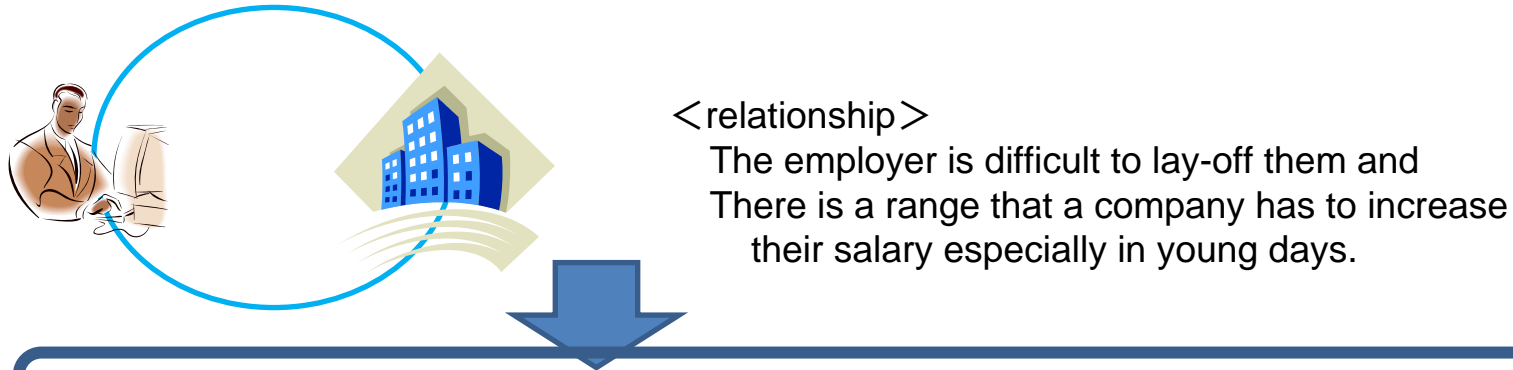 ＜relationship＞
The employer is difficult to lay-off them and
There is a range that a company has to increase
their salary especially in young days.